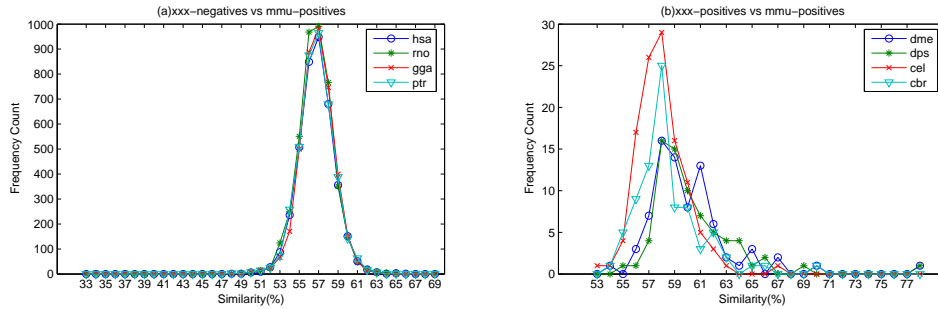 (a)xxx-negatives vs mmu-positives
1000
900
800
700
600
500
400
300
200
100
0
Frequency Count
33 35 37 39 41 43 45 47 49 51 53 55 57 59 61 63 65 67 69
Similarity(%)
hsa
rno
gga
ptr
(b)xxx-positives vs mmu-positives
30
25
20
15
10
5
0
Frequency Count
53 55 57 59 61 63 65 67 69 71 73 75 77
Similarity(%)
dme
dps
cel
cbr